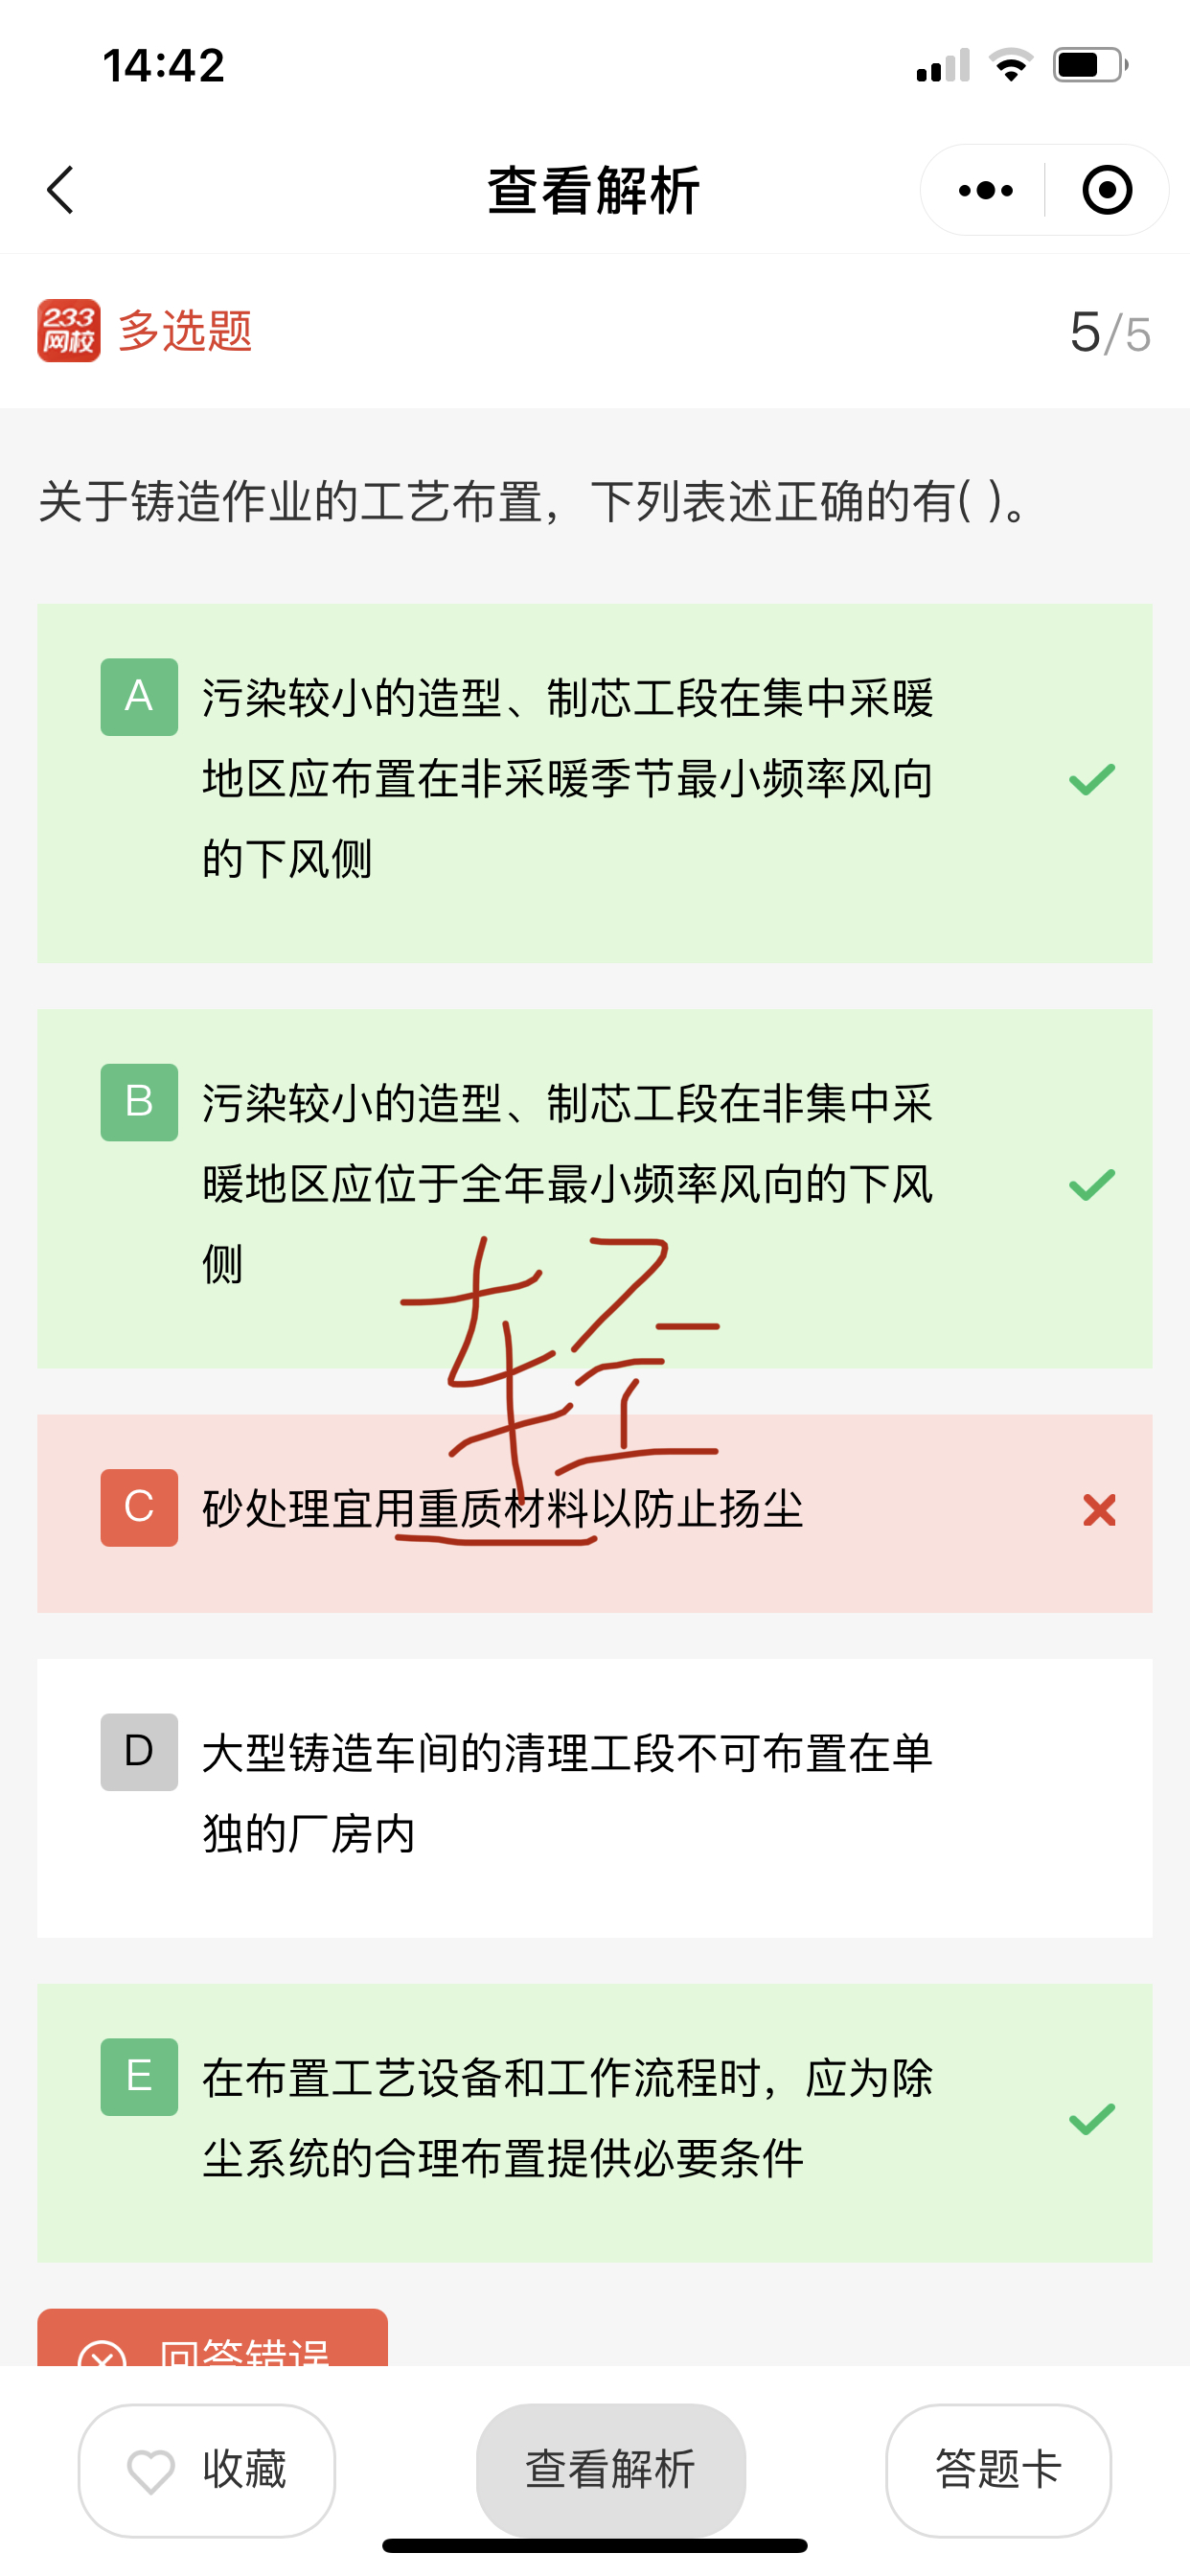 14:42
查看解析
233
网校
多选题
5/5
关于铸造作业的工艺布置，下列表述正确的有( )。
A 污染较小的造型、制芯工段在集中采暖
地区应布置在非采暖季节最小频率风向
的下风侧
B 污染较小的造型、制芯工段在非集中采
暖地区应位于全年最小频率风向的下风
侧
轻
C 砂处理宜用重质材料以防止扬尘
D 大型铸造车间的清理工段不可布置在单
独的厂房内
E 在布置工艺设备和工作流程时，应为除
尘系统的合理布置提供必要条件
回答错误
收藏
查看解析
答题卡